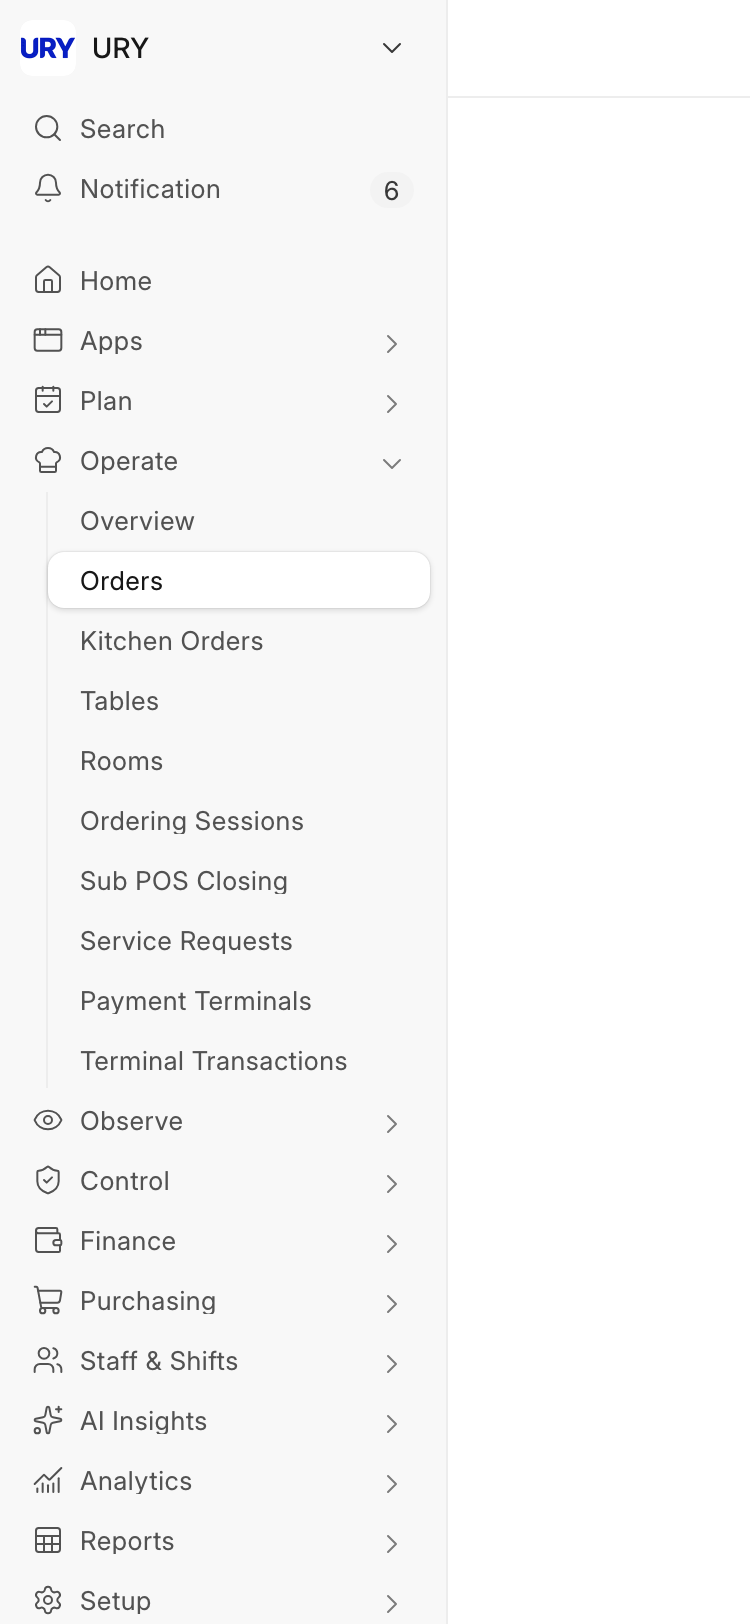 URY URY
Search
Notification 6
Home
Apps
Plan
Operate
Overview
Orders
Kitchen Orders
Tables
Rooms
Ordering Sessions
Sub POS Closing
Service Requests
Payment Terminals
Terminal Transactions
Observe
Control
Finance
Purchasing
Staff & Shifts
AI Insights
Analytics
Reports
Setup